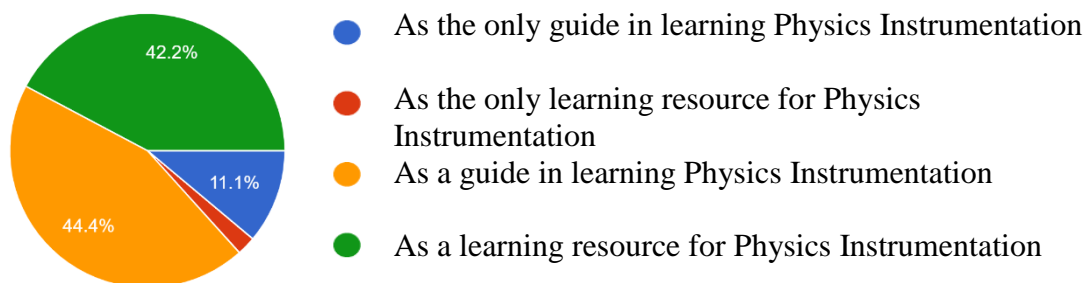 42.2%
11.1%
44.4%
As the only guide in learning Physics Instrumentation
As the only learning resource for Physics
Instrumentation
As a guide in learning Physics Instrumentation
As a learning resource for Physics Instrumentation